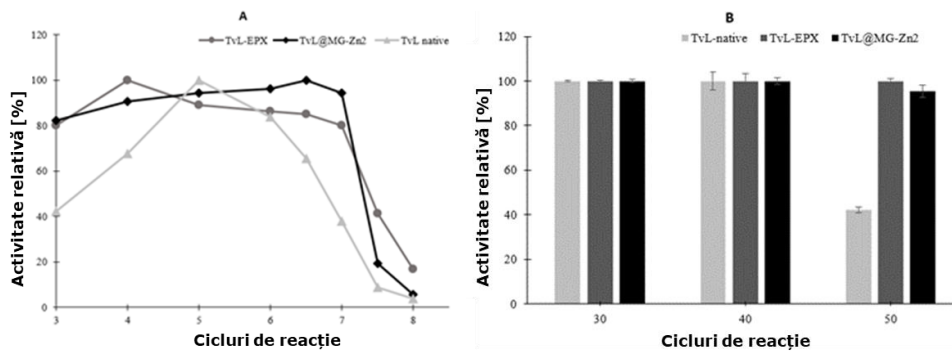 A
TvL-EPX TvL@MG-Zn2 TvL native
Activitate relativă [%]
120
100
80
60
40
20
0
3 4 5 6 7 8
Cicluri de reacție
B
TvL-native TvL-EPX TvL@MG-Zn2
Activitate relativă [%]
120
100
80
60
40
20
0
30 40 50
Cicluri de reacție